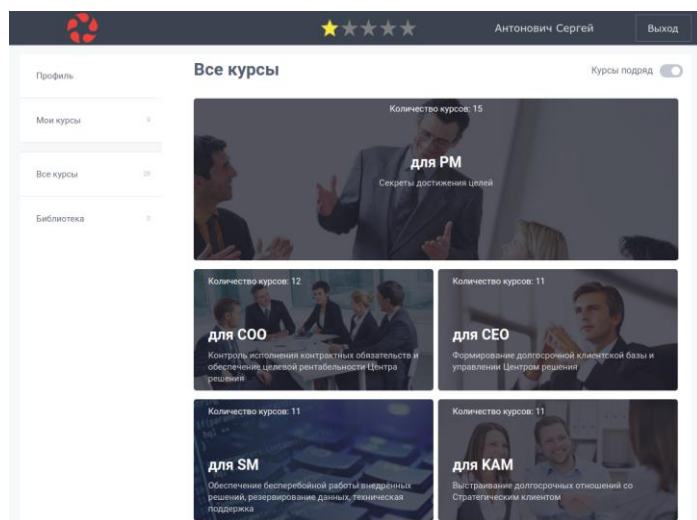 Антонович Сергей
Выход
Профиль
Мои курсы
Все курсы
Библиотека
Все курсы
Курсы подряд
Количество курсов: 15
для PM
Секреты достижения целей
Количество курсов: 12
для COO
Контроль исполнения контрактных обязательств и
обеспечение целевой рентабельности Центра
решения
Количество курсов: 11
для CEO
Формирование долгосрочной клиентской базы и
управлении Центром решения
Количество курсов: 11
для SM
Обеспечение бесперебойной работы внедренных
решений, резервирование данных, техническая
поддержка
Количество курсов: 11
для KAM
Выстраивание долгосрочных отношений со
Стратегическим клиентом